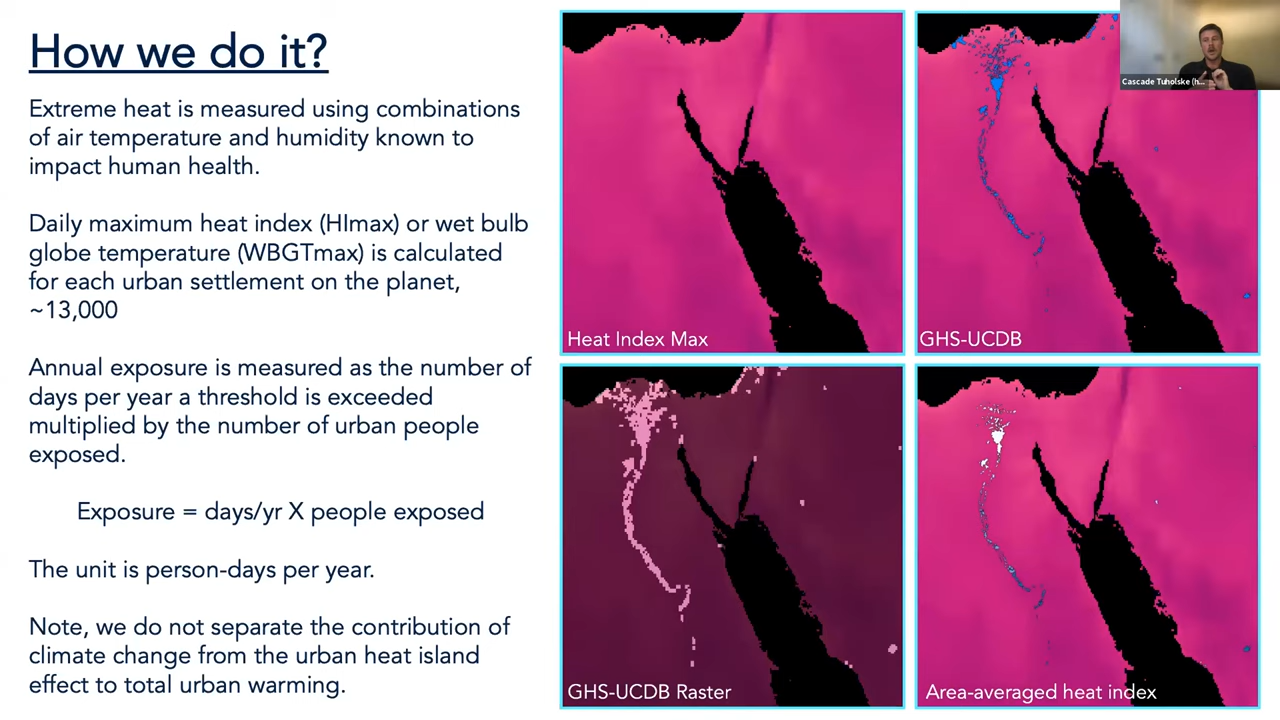 How we do it?
Extreme heat is measured using combinations
of air temperature and humidity known to
impact human health.
Daily maximum heat index (HImax) or wet bulb
globe temperature (WBGTmax) is calculated
for each urban settlement on the planet,
~13,000
Annual exposure is measured as the number of
days per year a threshold is exceeded
multiplied by the number of urban people
exposed.
Exposure = days/yr X people exposed
The unit is person-days per year.
Note, we do not separate the contribution of
climate change from the urban heat island
effect to total urban warming.
Heat Index Max
GHS-UCDB
Cascade Tuholske (h...
GHS-UCDB Raster
Area-averaged heat index